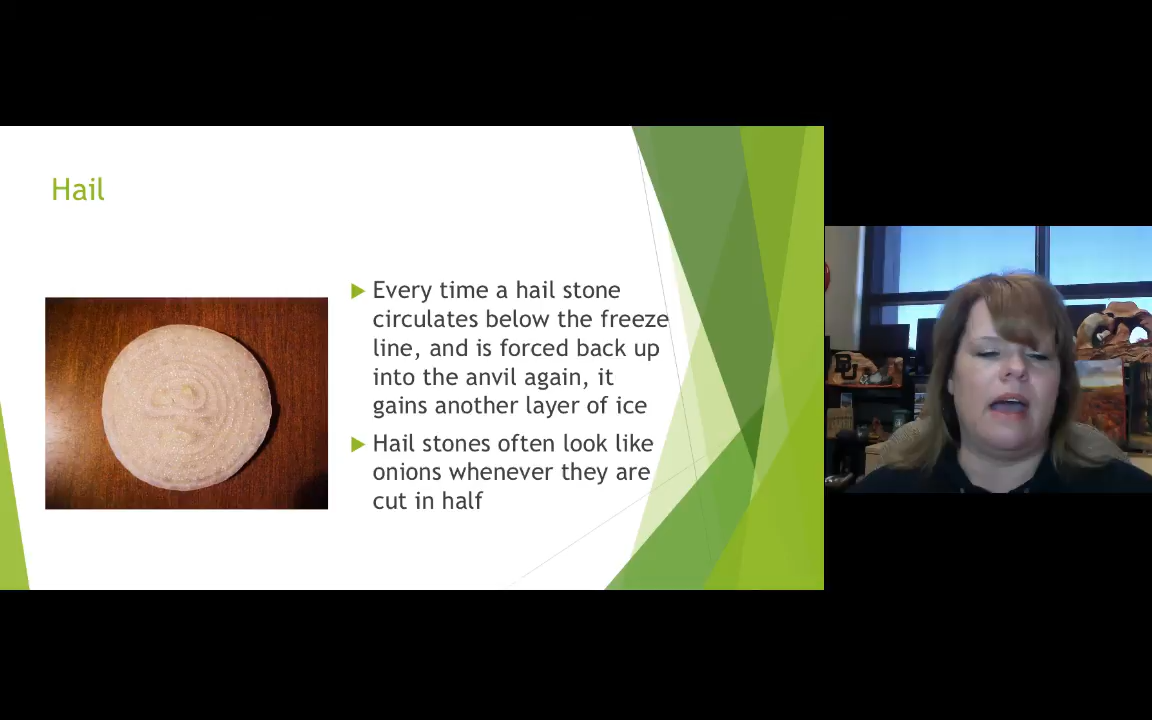 Hail
Every time a hail stone
circulates below the freeze
line, and is forced back up
into the anvil again, it
gains another layer of ice
Hail stones often look like
onions whenever they are
cut in half
BU